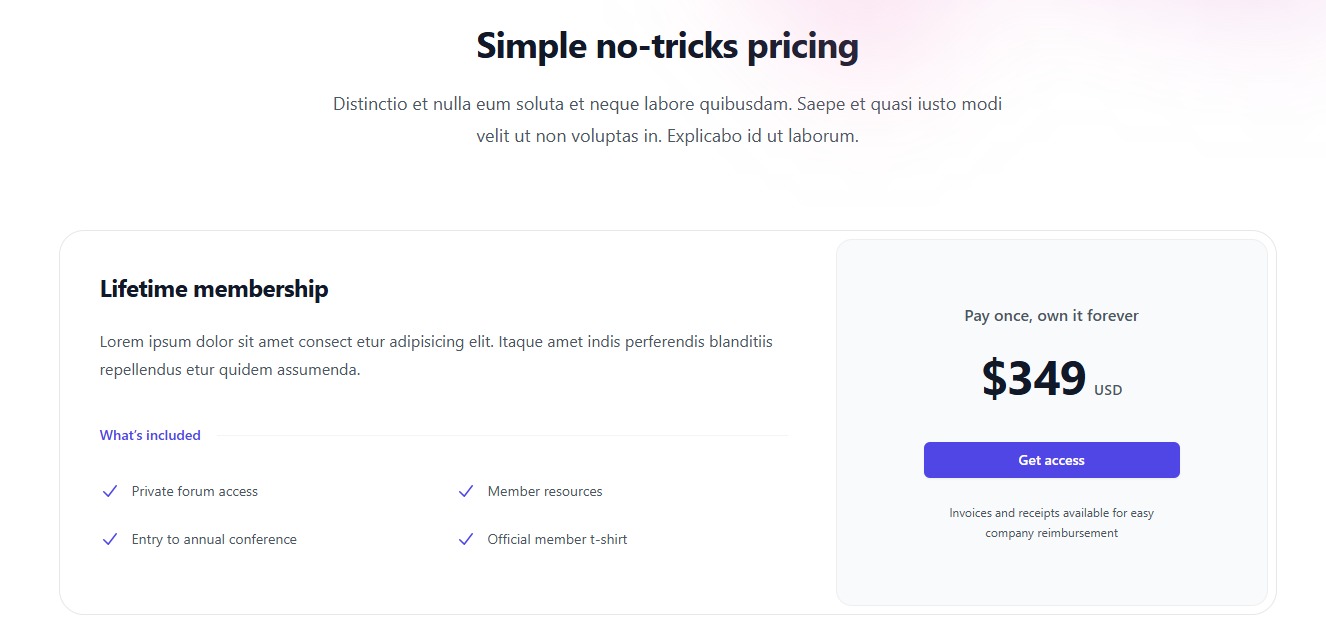 Simple no-tricks pricing
Distinctio et nulla eum soluta et neque labore quibusdam. Saepe et quasi iusto modi
velit ut non voluptas in. Explicabo id ut laborum.
Lifetime membership
Lorem ipsum dolor sit amet consect etur adipisicing elit. Itaque amet indis perferendis blanditiis
repellendus etur quidem assumenda.
What’s included
Private forum access
Member resources
Entry to annual conference
Official member t-shirt
Pay once, own it forever
$349 USD
Get access
Invoices and receipts available for easy
company reimbursement